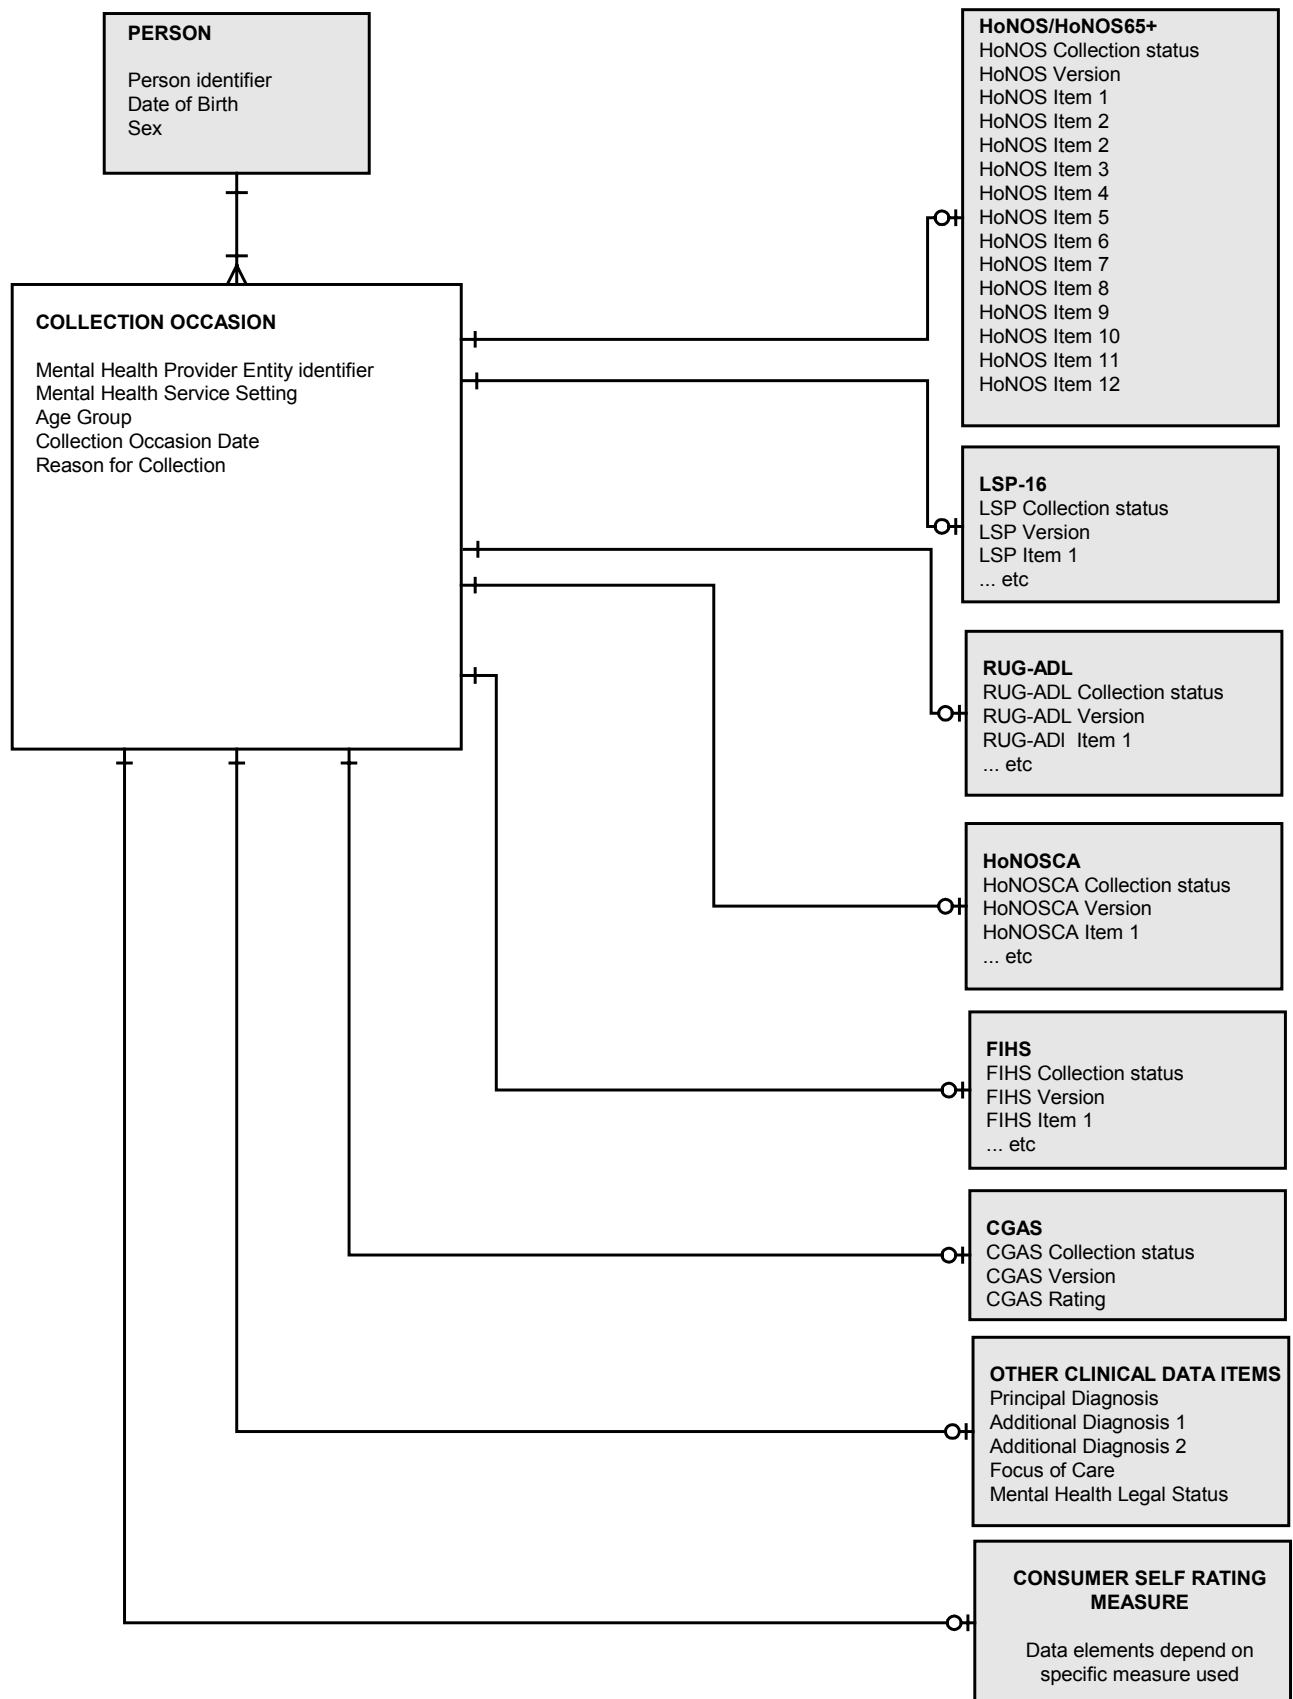 PERSON
Person identifier
Date of Birth
Sex
COLLECTION OCCASION
Mental Health Provider Entity identifier
Mental Health Service Setting
Age Group
Collection Occasion Date
Reason for Collection
HoNOS/HoNOS65+
HoNOS Collection status
HoNOS Version
HoNOS Item 1
HoNOS Item 2
HoNOS Item 2
HoNOS Item 3
HoNOS Item 4
HoNOS Item 5
HoNOS Item 6
HoNOS Item 7
HoNOS Item 8
HoNOS Item 9
HoNOS Item 10
HoNOS Item 11
HoNOS Item 12
LSP-16
LSP Collection status
LSP Version
LSP Item 1
... etc
RUG-ADL
RUG-ADL Collection status
RUG-ADL Version
RUG-ADl Item 1
... etc
HoNOSCA
HoNOSCA Collection status
HoNOSCA Version
HoNOSCA Item 1
... etc
FIHS
FIHS Collection status
FIHS Version
FIHS Item 1
... etc
CGAS
CGAS Collection status
CGAS Version
CGAS Rating
OTHER CLINICAL DATA ITEMS
Principal Diagnosis
Additional Diagnosis 1
Additional Diagnosis 2
Focus of Care
Mental Health Legal Status
CONSUMER SELF RATING
MEASURE
Data elements depend on
specific measure used